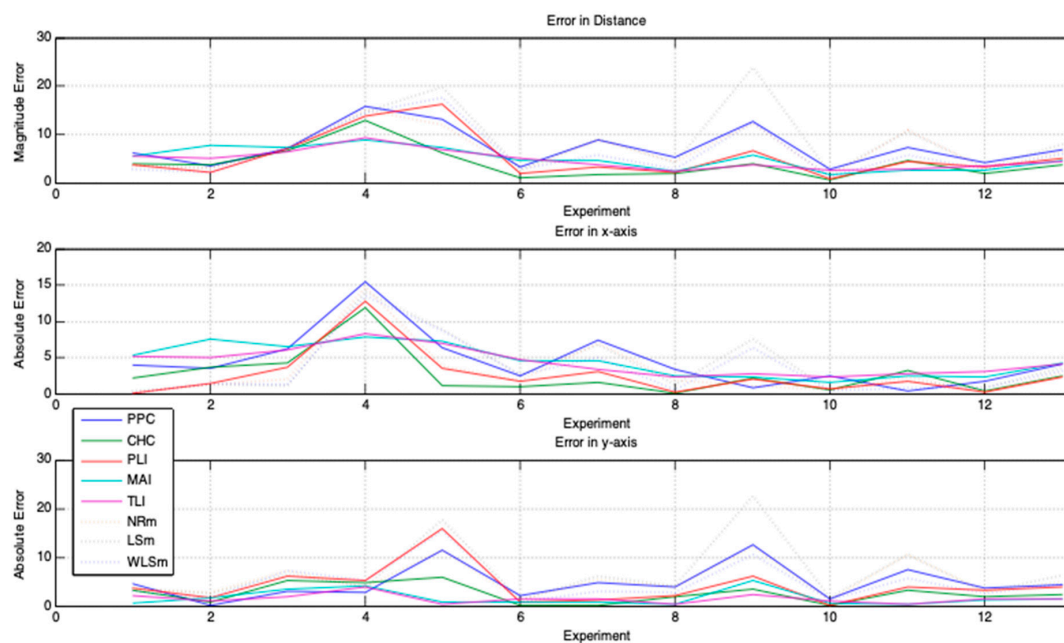 Error in Distance
30
20
10
0
Magnitude Error
0 2 4 6 8 10 12
Experiment
Error in x-axis
20
15
10
5
0
Absolute Error
0 2 4 6 8 10 12
Experiment
Error in y-axis
30
20
10
0
Absolute Error
PPC
CHC
PLI
MAI
TLI
NRm
LSm
WLSm
0 2 4 6 8 10 12
Experiment